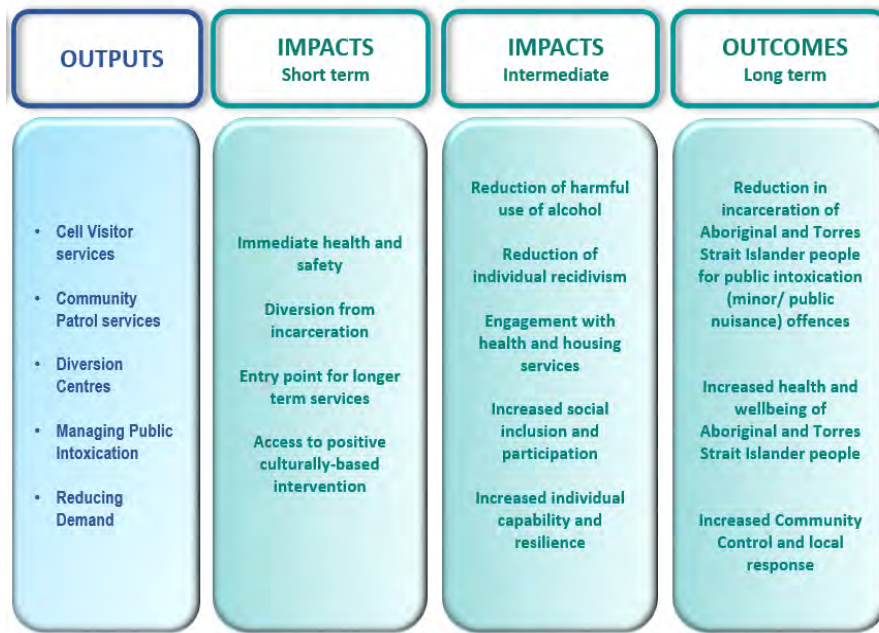 OUTPUTS
IMPACTS
Short term
IMPACTS
Intermediate
OUTCOMES
Long term
• Cell Visitor
services
• Community
Patrol services
• Diversion
Centres
• Managing Public
Intoxication
• Reducing
Demand
Immediate health and
safety
Diversion from
incarceration
Entry point for longer
term services
Access to positive
culturally-based
intervention
Reduction of harmful
use of alcohol
Reduction of
individual recidivism
Engagement with
health and housing
services
Increased social
inclusion and
participation
Increased individual
capability and
resilience
Reduction in
incarceration of
Aboriginal and Torres
Strait Islander people
for public intoxication
(minor/ public
nuisance) offences
Increased health and
wellbeing of
Aboriginal and Torres
Strait Islander people
Increased Community
Control and local
response